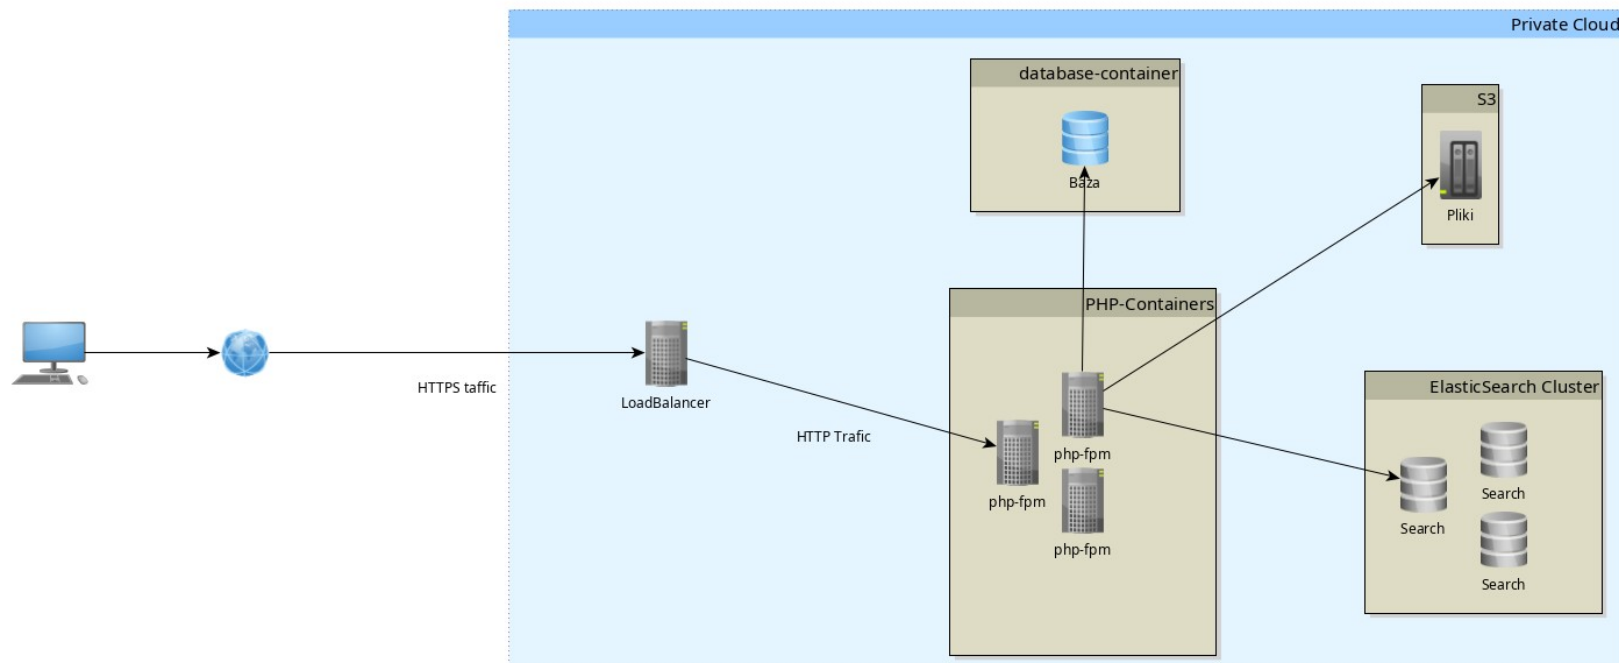 Private Cloud
database-container
Baza
S3
Pliki
HTTPS taffic
LoadBalancer
HTTP Trafic
PHP-Containers
php-fpm
php-fpm
php-fpm
ElasticSearch Cluster
Search
Search
Search